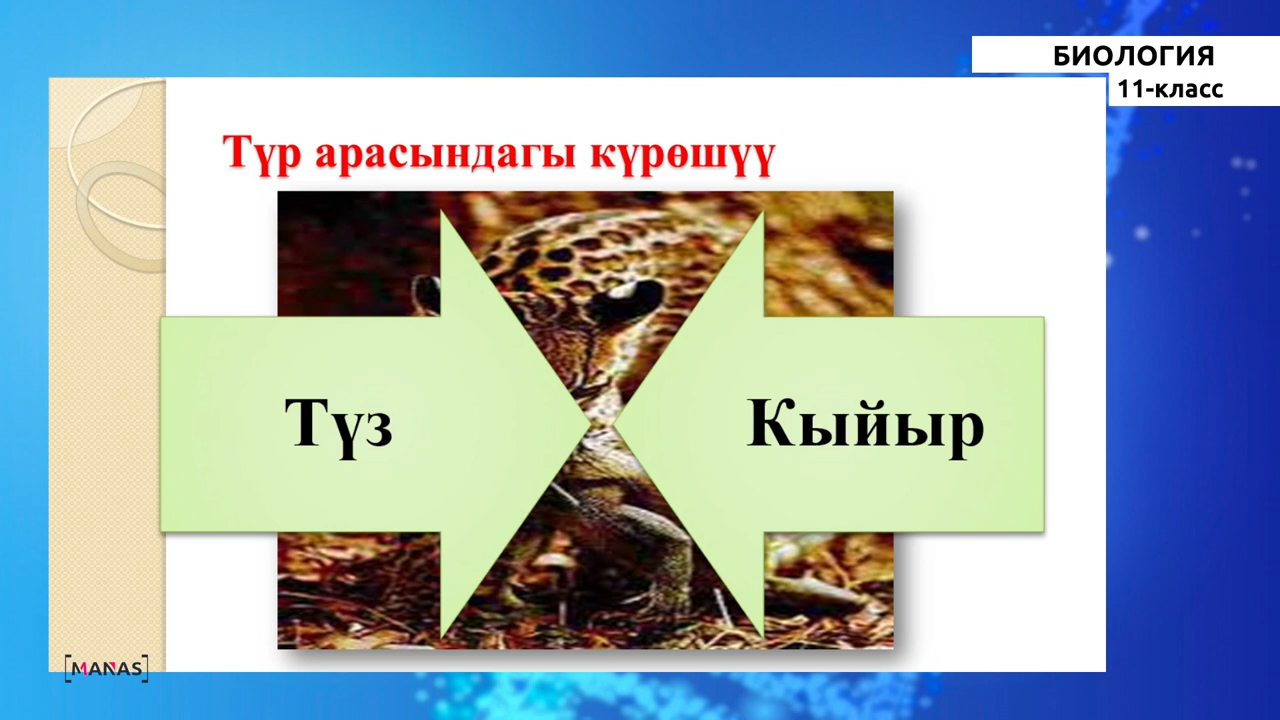 БИОЛОГИЯ
11-класс
Түр арасындагы күрөшүү
Түз
Кыйыр
[MANAS]